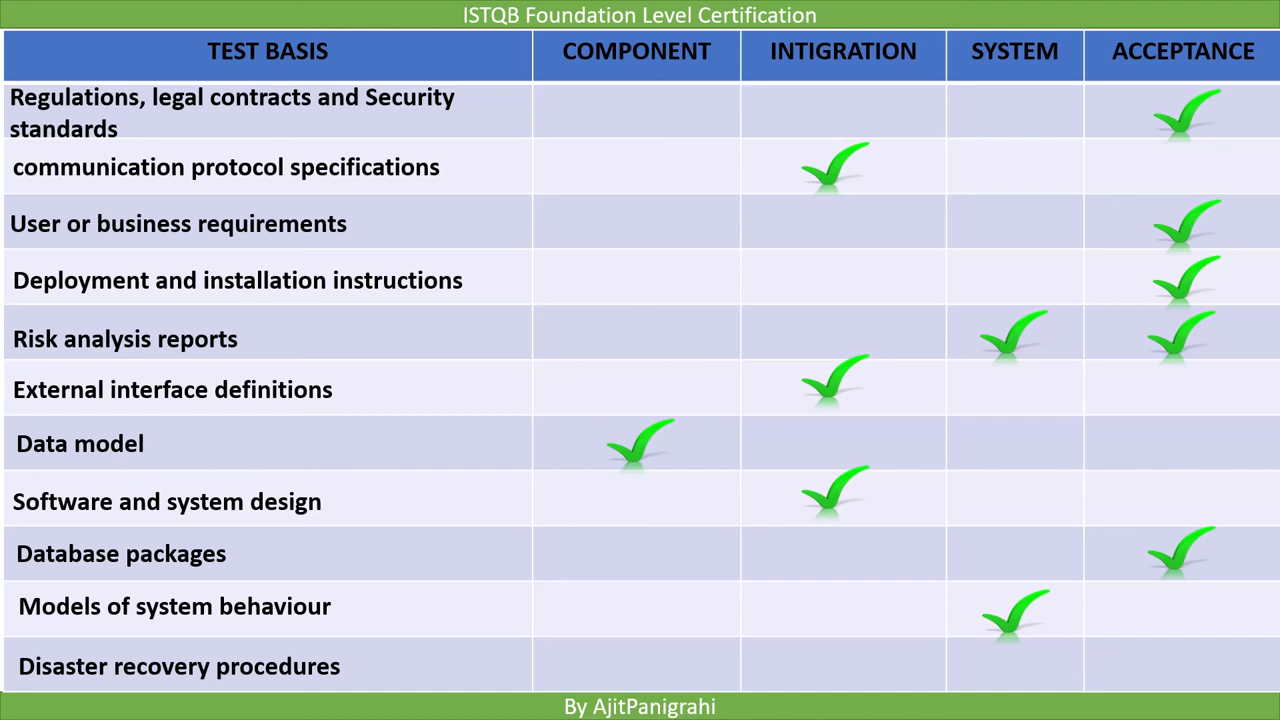 ISTQB Foundation Level Certification
TEST BASIS COMPONENT INTIGRATION SYSTEM ACCEPTANCE
Regulations, legal contracts and Security
standards
communication protocol specifications
User or business requirements
Deployment and installation instructions
Risk analysis reports
External interface definitions
Data model
Software and system design
Database packages
Models of system behaviour
Disaster recovery procedures
By AjitPanigrahi